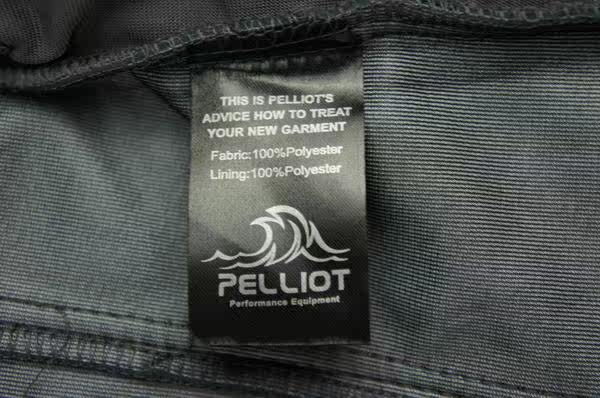 THIS IS PELLIOT'S
ADVICE HOW TO TREAT
YOUR NEW GARMENT
Fabric:100%Polyester
Lining:100%Polyester
PELLIOT
Performance Equipment